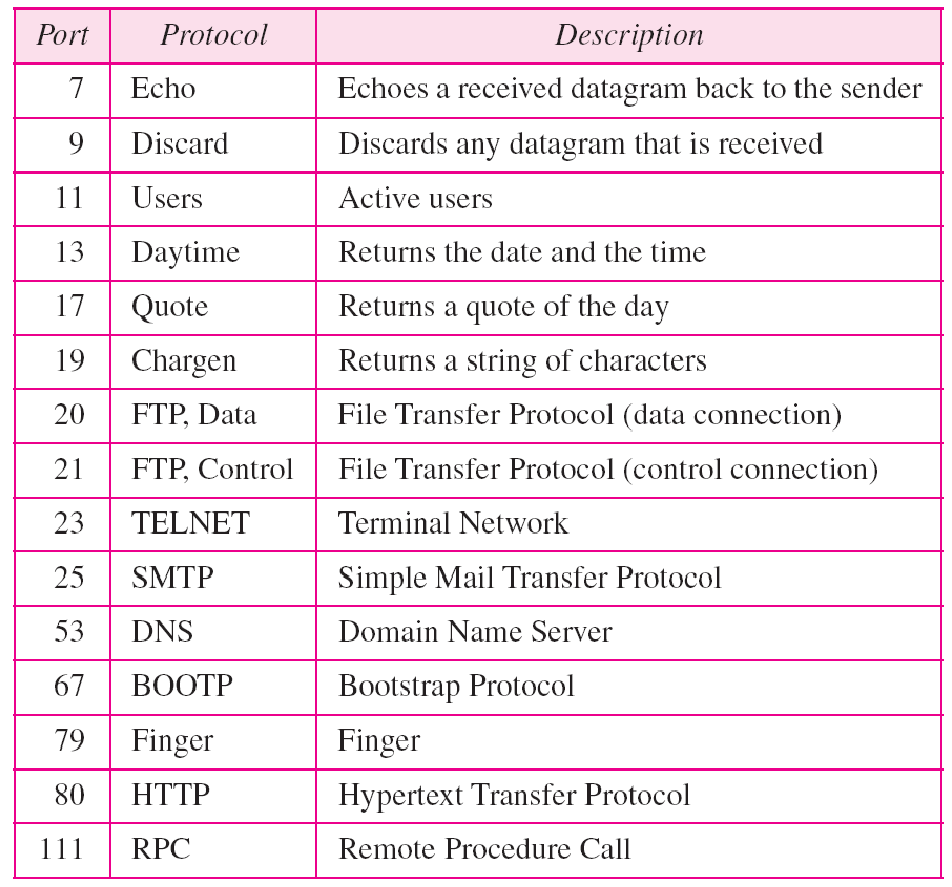 Port Protocol Description
7 Echo Echoes a received datagram back to the sender
9 Discard Discards any datagram that is received
11 Users Active users
13 Daytime Returns the date and the time
17 Quote Returns a quote of the day
19 Chargen Returns a string of characters
20 FTP, Data File Transfer Protocol (data connection)
21 FTP, Control File Transfer Protocol (control connection)
23 TELNET Terminal Network
25 SMTP Simple Mail Transfer Protocol
53 DNS Domain Name Server
67 BOOTP Bootstrap Protocol
79 Finger Finger
80 HTTP Hypertext Transfer Protocol
111 RPC Remote Procedure Call